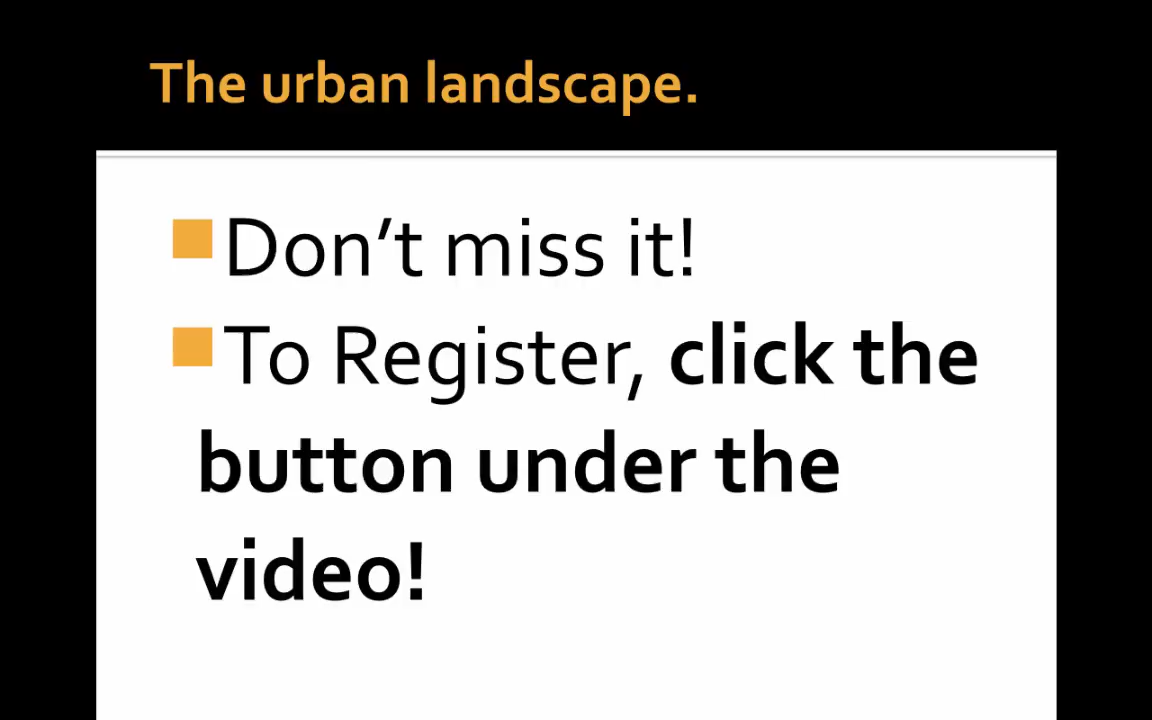 The urban landscape.
Don’t miss it!
To Register, click the
button under the
video!